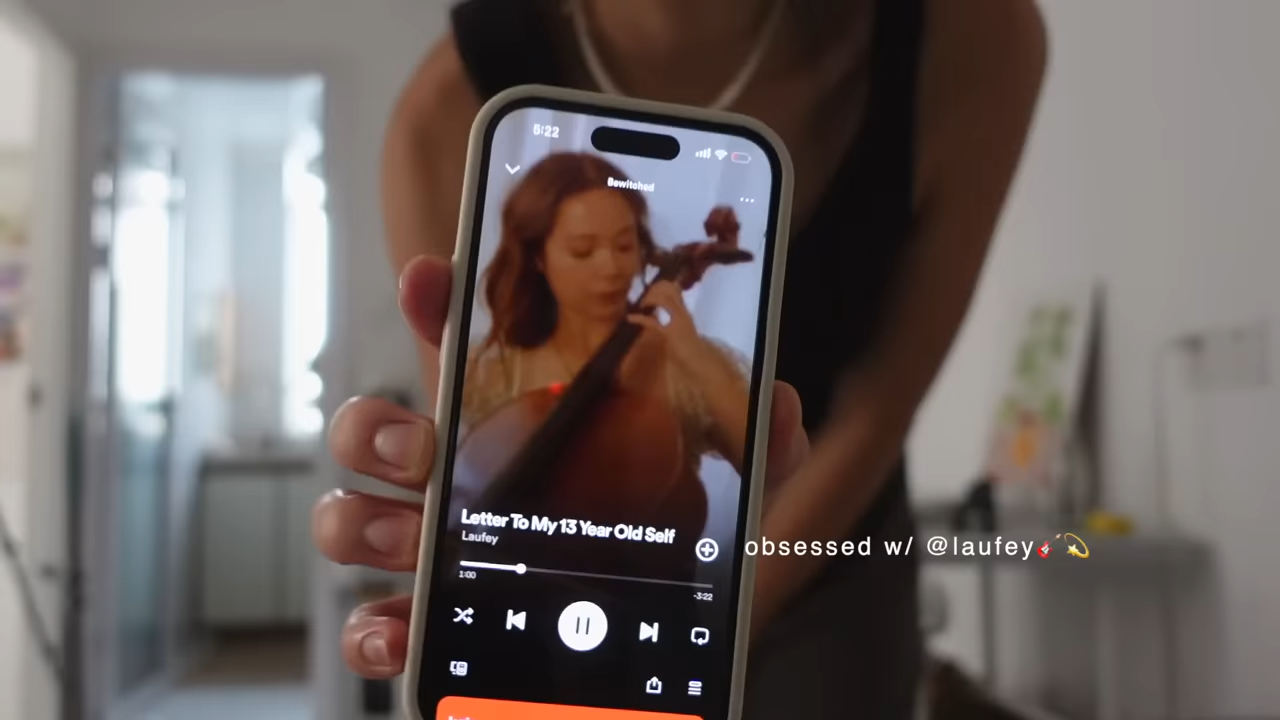 5:22
Bewitched
Letter To My 13 Year Old Self
Laufey
obsessed w/ @laufey🎸💫
1:00
-3:22